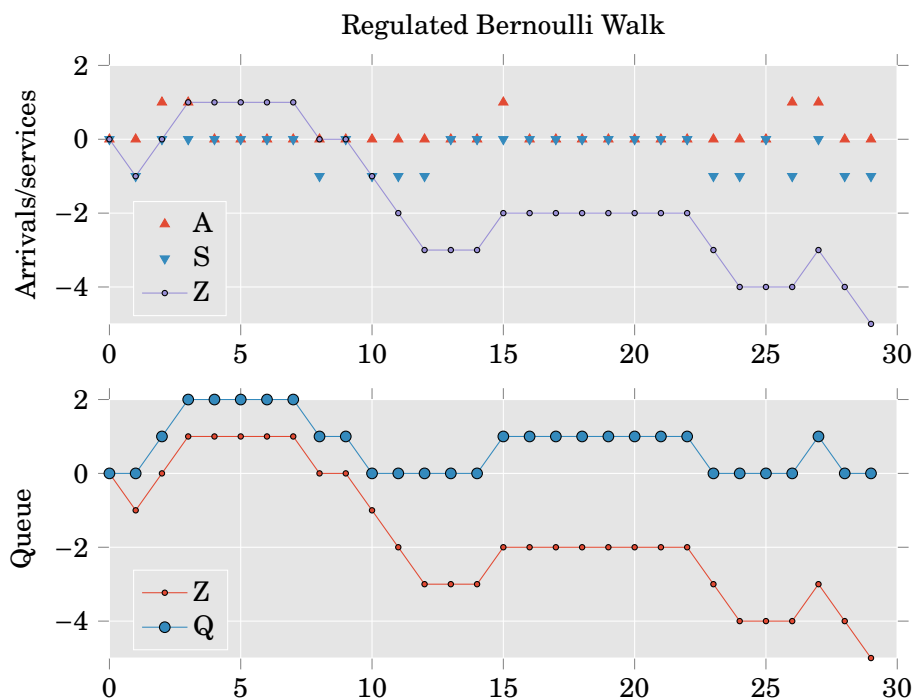 Regulated Bernoulli Walk
2
0
−2
−4
Arrivals/services
A
S
Z
0 5 10 15 20 25 30
2
0
−2
−4
Queue
Z
Q
0 5 10 15 20 25 30